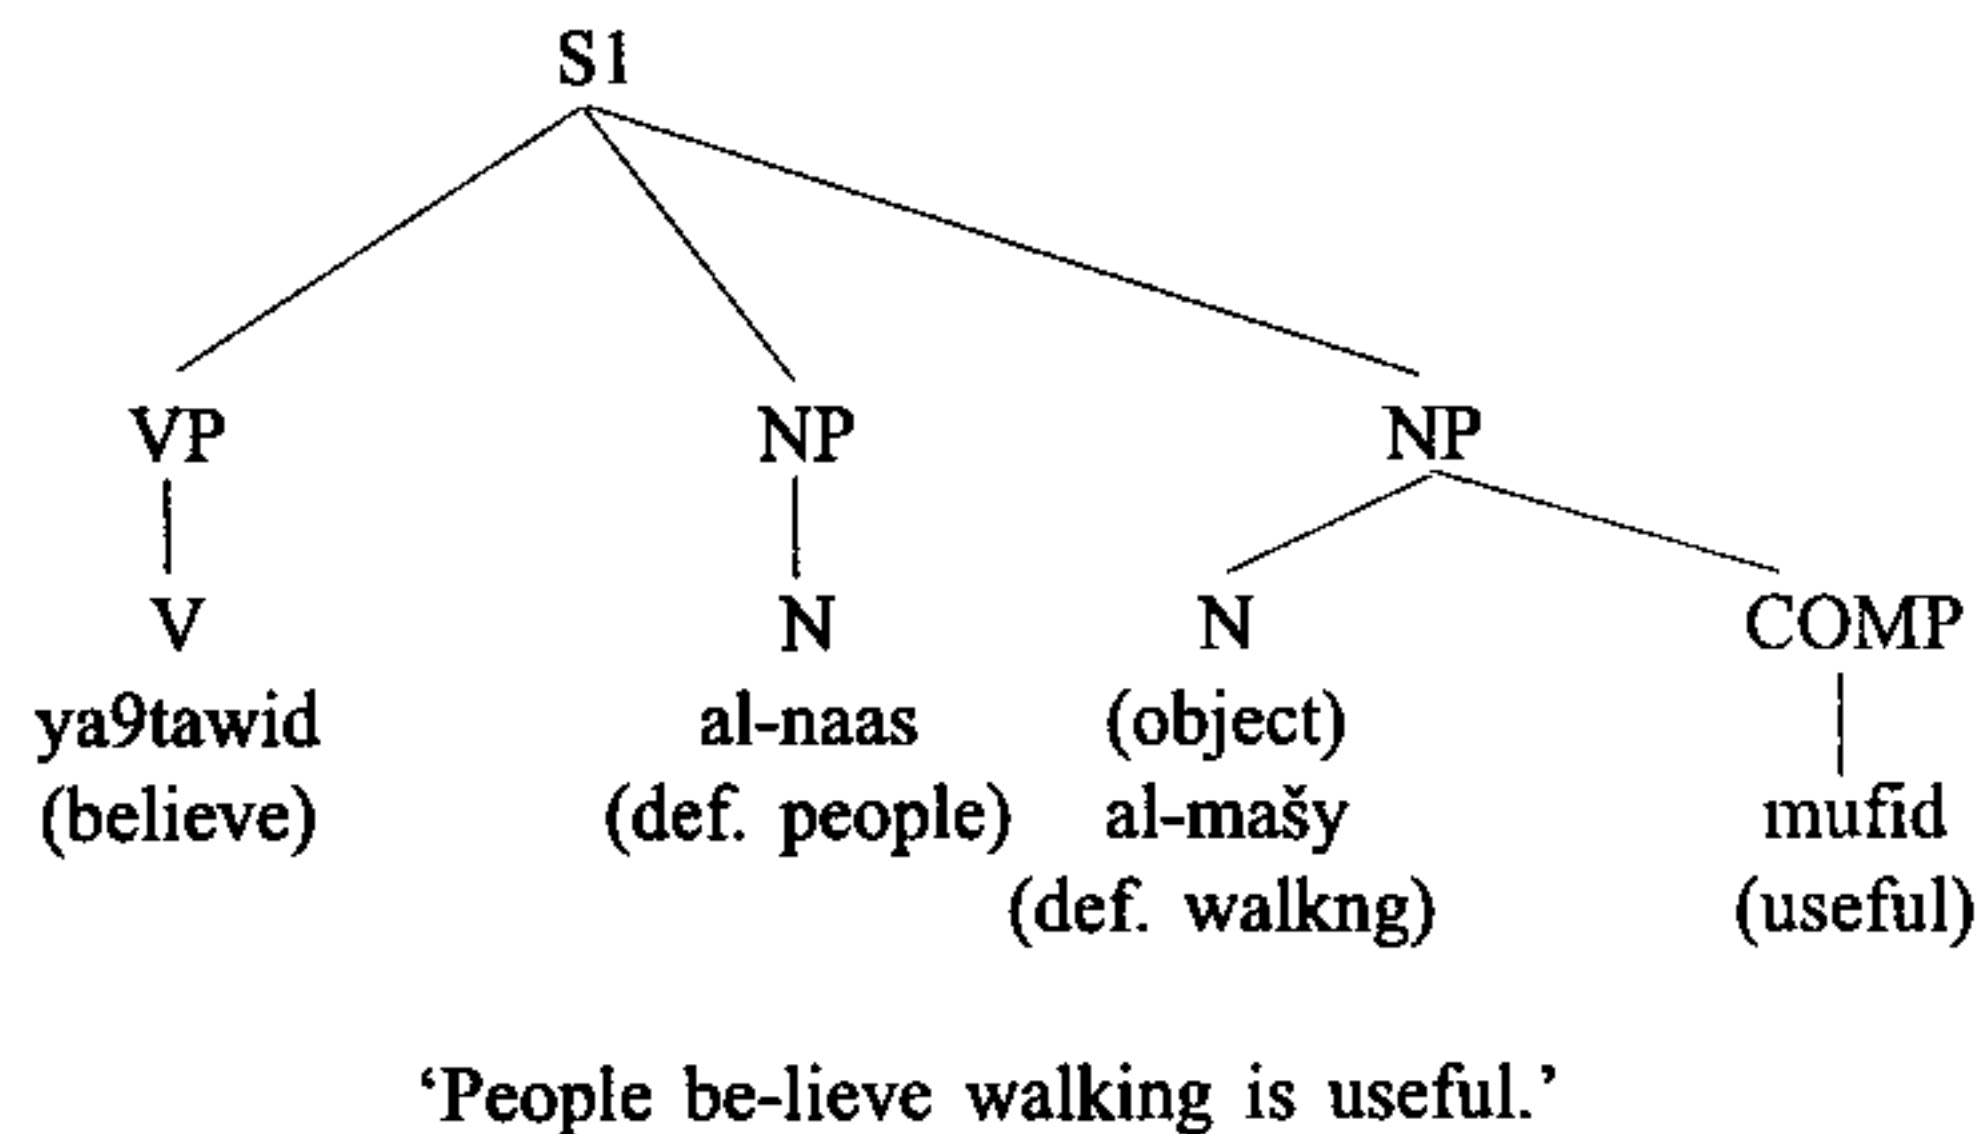 S1
VP NP NP
V N N COMP
ya9tawid al-naas (object)
(believe) (def. people) al-mašy mufid
(def. walkng) (useful)
‘People be-lieve walking is useful.’